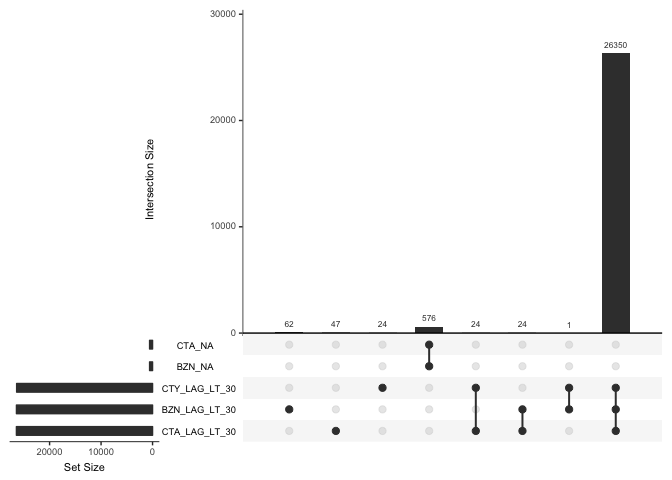 30000
26350
20000
Intersection Size
10000
62 47 24 576 24 24 1
0
CTA_NA
BZN_NA
CTY_LAG_LT_30
BZN_LAG_LT_30
CTA_LAG_LT_30
20000 10000 0
Set Size